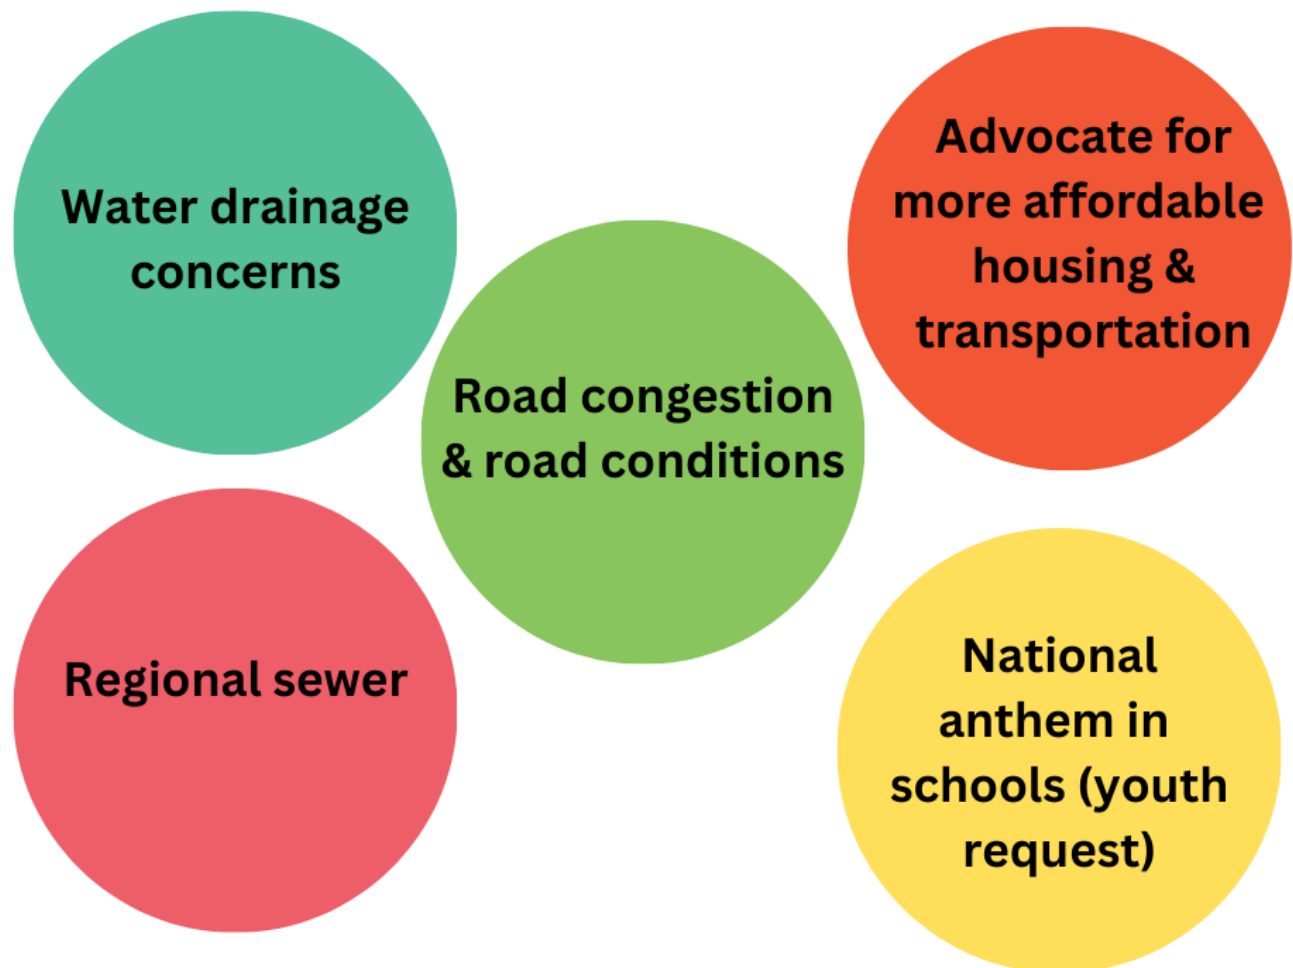 Water drainage
concerns
Advocate for
more affordable
housing &
transportation
Road congestion
& road conditions
Regional sewer
National
anthem in
schools (youth
request)